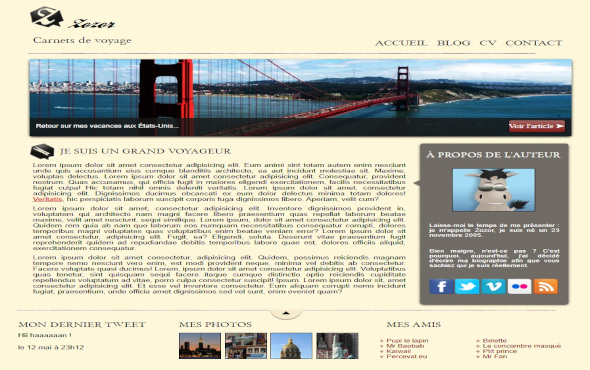 Zozor
Carnets de voyage
ACCUEIL BLOG CV CONTACT
Retour sur mes vacances aux États-Unis...
Voir l'article
JE SUIS UN GRAND VOYAGEUR
Lorem ipsum dolor sit amet consectetur adipisicing elit. Eum animi sint totam autem nesciunt
unde quis accusantium eius cumque blanditiis architecto, ea aut incidunt molestias sit. Maxime,
voluptas delectus. Lorem ipsum dolor sit amet, consectetur adipisicing elit. Consequatur, provident
nostrum. Quas accusamus, quia dicta nam perferendis magni, itaque eligendi exercitationem, facilis necessitatibus
fugiat culpa! Hic totam nihil omnis deleniti veritatis. Lorem ipsum dolor sit amet, consectetur
adipisicing elit. Dignissimos ducimus obcaecati ex eum dolor delectus minima totam dolores!
Veritatis, hic perspiciatis laborum suscipit corporis fuga dignissimos libero. Aperiam, velit cum?
Lorem ipsum dolor sit amet, consectetur adipisicing elit. Inventore dignissimos provident in,
voluptatem qui architecto nam magni facere libero praesentium quas repellat laborum beatae
maxime, velit amet nesciunt, sequi similique. Lorem ipsum dolor sit amet, consectetur adipisicing elit.
Quidem rem quia ab nam quo laborum eos numquam necessitatibus consequatur corrupti, dolores
temporibus magni voluptates quas voluptatibus enim beatae veniam error? Lorem ipsum dolor sit
amet consectetur adipisicing elit. Fugit, ea? Eligendi, soluta. Deserunt vel praesentium fugit
reprehenderit quidem ad repudiandae debitis temporibus labore quae est, dolores officiis aliquid,
exercitationem consequatur.
Lorem ipsum dolor sit amet consectetur, adipisicing elit. Quidem, possimus reiciendis magnam
tempore nemo nesciunt vero enim, est modi provident neque, minima vel debitis ab consectetur.
Facere voluptate quasi ducimus! Lorem ipsum dolor sit amet consectetur adipisicing elit. Voluptatibus
quas tenetur, sint quisquam sequi facere itaque cumque distinctio optio reiciendis cupiditate
repellendus voluptatum ad vitae, porro culpa consectetur suscipit! Lorem ipsum dolor, sit amet,
consectetur adipisicing elit. Et esse vel inventore consectetur. Eum aliquam corrupti nemo incidunt
fugiat, praesentium, unde officia amet dignissimos sed vel sunt, enim eveniet quam?
À PROPOS DE L'AUTEUR
Laissez-moi le temps de me présenter :
je m'appelle Zozor, je suis né un 23
novembre 2005.
Bien maigre, n'est-ce pas ? C'est
pourquoi, aujourd'hui, j'ai décidé
d'écrire ma biographie afin que vous
sachiez qui je suis réellement.
MON DERNIER TWEET
Hii haaaaaan !
le 12 mai à 23h12
MES PHOTOS
MES AMIS
Pupi le lapin
Mr Baobab
Kaiwaii
Perceval.eu
Belette
Le concombre masqué
Ptit prince
Mr Fan